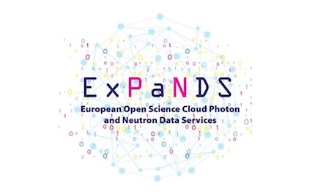 ExPaNDS
European Open Science Cloud Photon
and Neutron Data Services